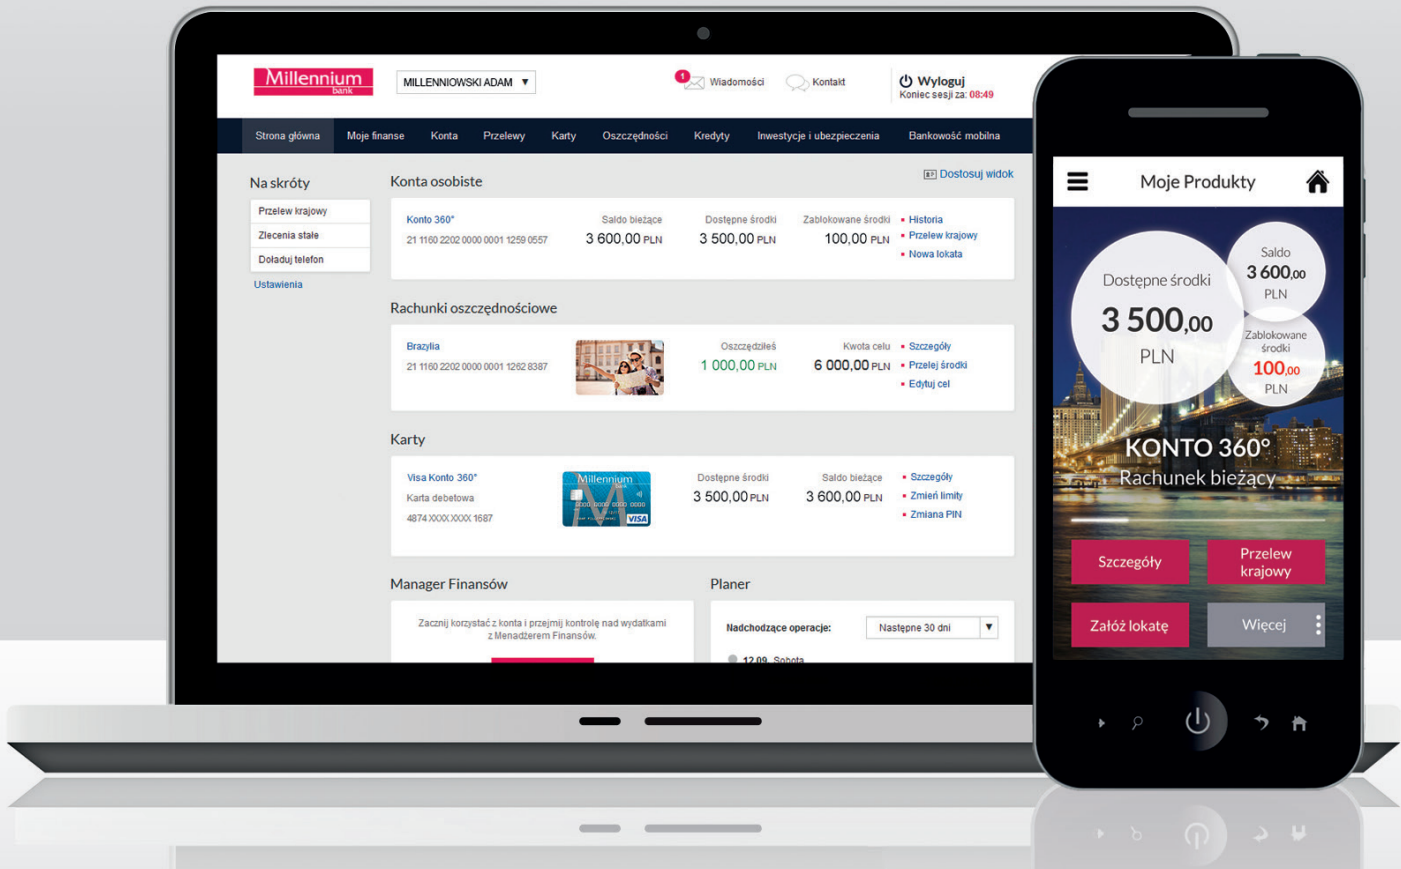 Millennium
bank
MILLENNIOWSKI ADAM
1
Wiadomości
Kontakt
Wyloguj
Koniec sesji za: 08:49
Strona główna Moje finanse Konta Przelewy Karty Oszczędności Kredyty Inwestycje i ubezpieczenia Bankowość mobilna
Na skróty
Przelew krajowy
Zlecenia stałe
Doładuj telefon
Ustawienia
Dostosuj widok
Konta osobiste
Konto 360° Saldo bieżące Dostępne środki Zablokowane środki Historia
21 1160 2202 0000 0001 1259 0557 3 600,00 PLN 3 500,00 PLN 100,00 PLN Przelew krajowy
Nowa lokata
Rachunki oszczędnościowe
Brazylia Oszczędziłeś Kwota celu Szczegóły
21 1160 2202 0000 0001 1262 8387 1 000,00 PLN 6 000,00 PLN Przelej środki
Edytuj cel
Karty
Visa Konto 360° Dostępne środki Saldo bieżące Szczegóły
Karta debetowa 3 500,00 PLN 3 600,00 PLN Zmień limity
4874 XXXX XXXX 1687 Zmiana PIN
Millennium
bank
0000 0000 0000 0000
VISA
Manager Finansów
Zacznij korzystać z konta i przejmij kontrolę nad wydatkami
z Menadżerem Finansów.
Planer
Nadchodzące operacje: Następne 30 dni
12.09, Sobota
Moje Produkty
Dostępne środki
3 500,00
PLN
Saldo
3 600,00
PLN
Zablokowane
środki
100,00
PLN
KONTO 360°
Rachunek bieżący
Szczegóły
Przelew
krajowy
Załóż lokatę
Więcej